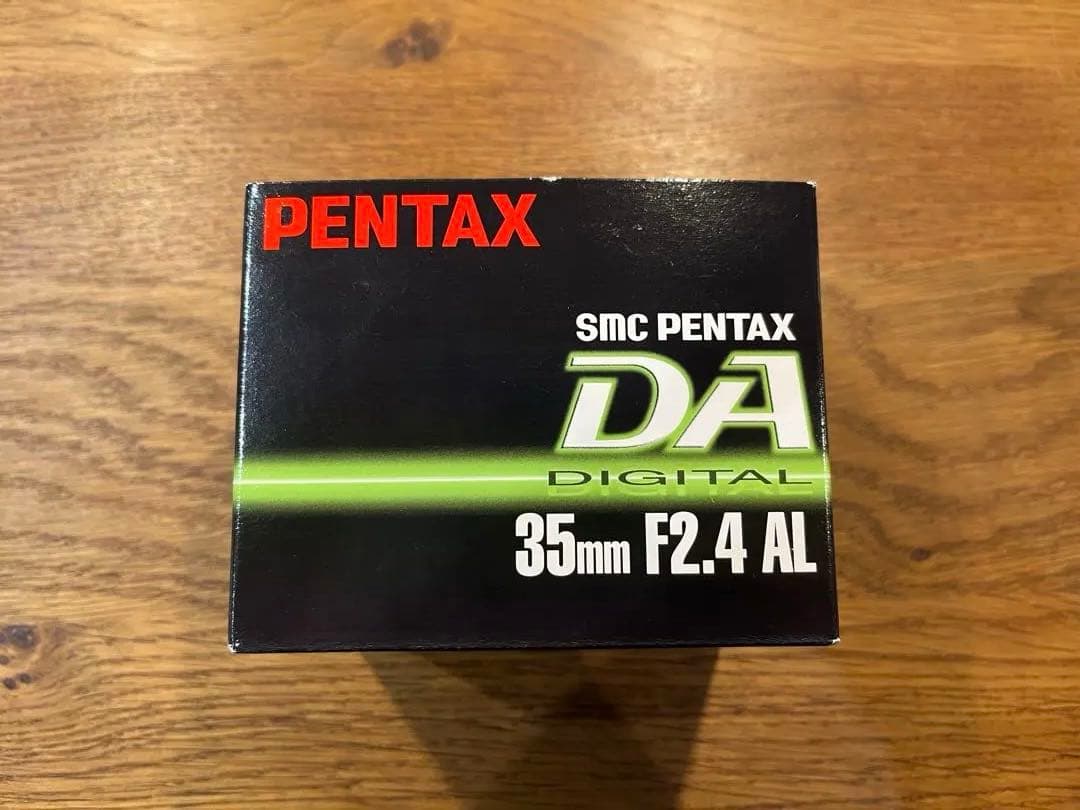 PENTAX
smc PENTAX
DA
DIGITAL
35mm F2.4 AL